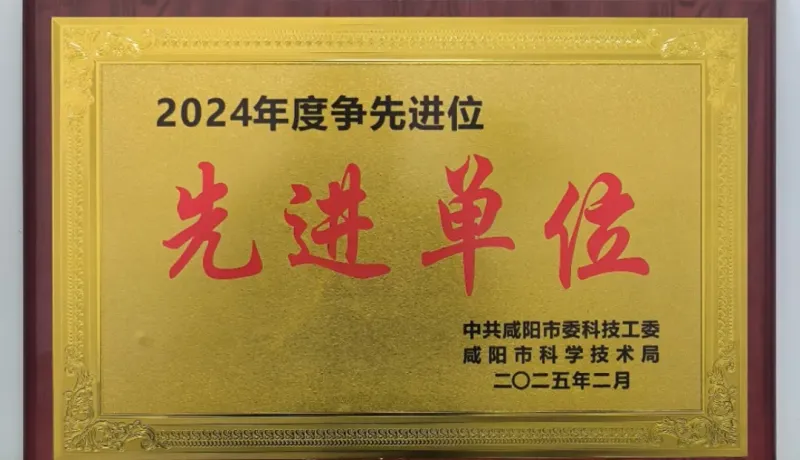 2024年度争先进位
先进单位
中共咸阳市委科技工委
咸阳市科学技术局
二〇二五年二月